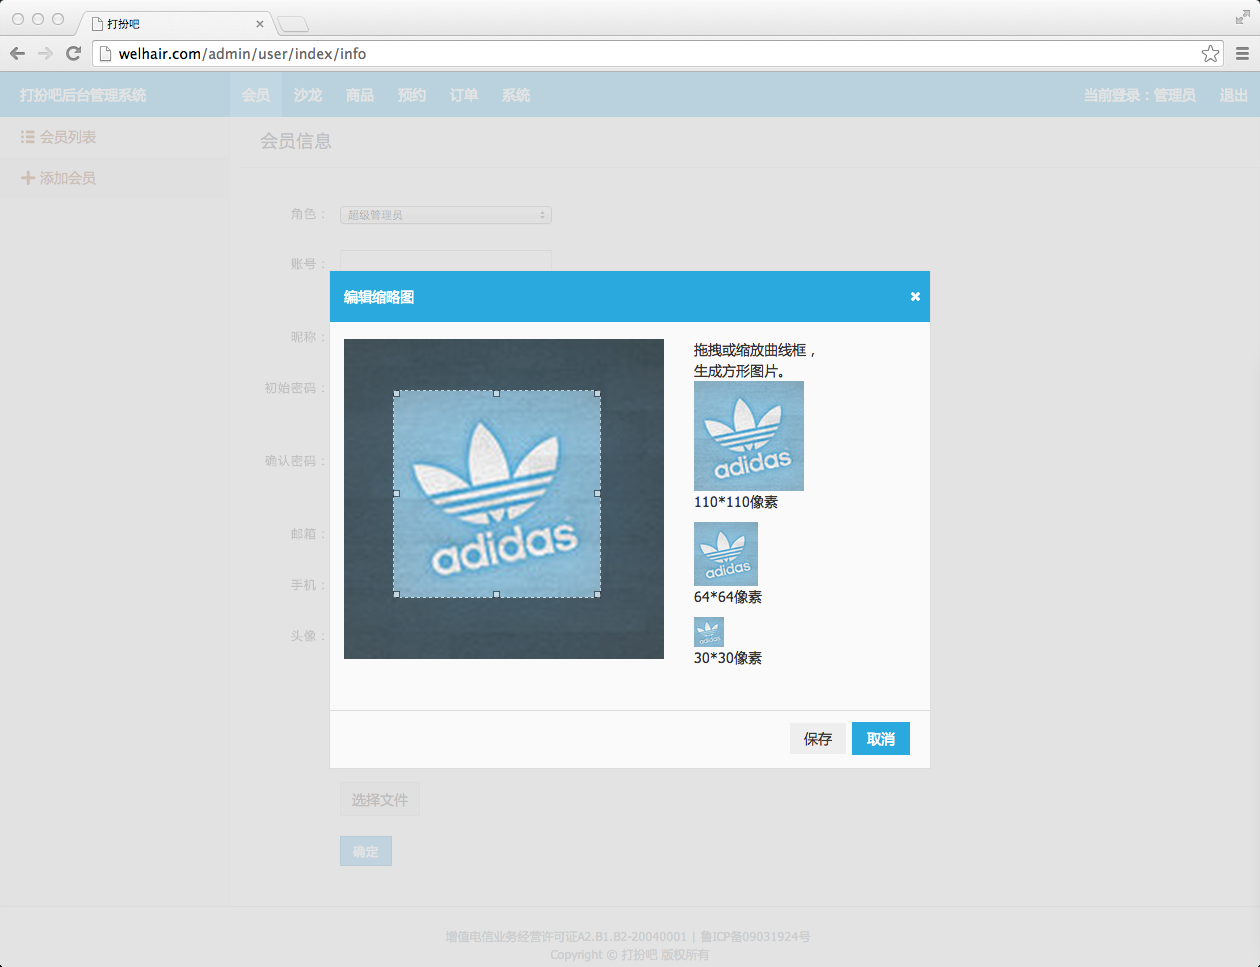 打扮吧
welhair.com/admin/user/index/info
打扮吧后台管理系统
会员 沙龙 商品 预约 订单 系统
当前登录：管理员 退出
会员列表
添加会员
会员信息
角色： 超级管理员
账号：
昵称：
初始密码：
确认密码：
邮箱：
手机：
头像：
编辑缩略图
adidas
拖拽或缩放曲线框，
生成方形图片。
adidas
110*110像素
adidas
64*64像素
adidas
30*30像素
保存 取消
选择文件
确定
增值电信业务经营许可证A2.B1.B2-20040001 | 鲁ICP备09031924号
Copyright © 打扮吧 版权所有